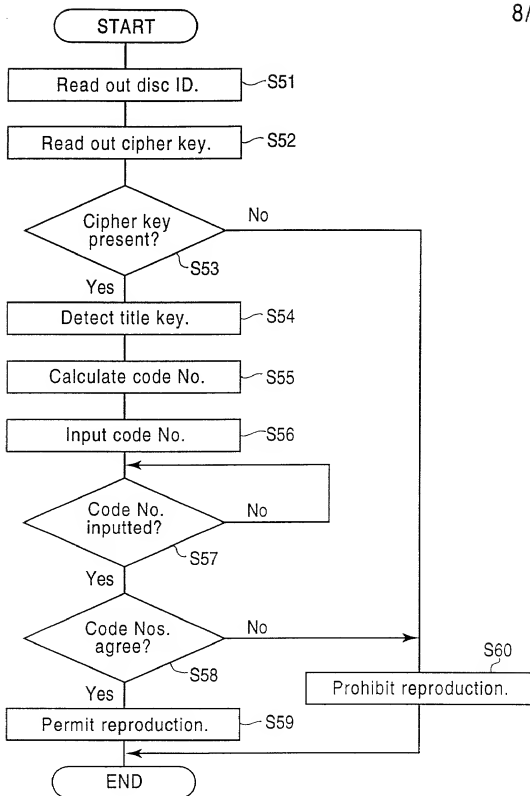 8/
START
Read out disc ID.
S51
Read out cipher key.
S52
Cipher key
present?
No
S53
Yes
Detect title key.
S54
Calculate code No.
S55
Input code No.
S56
Code No.
inputted?
No
S57
Yes
Code Nos.
agree?
No
S58
S60
Prohibit reproduction.
Yes
Permit reproduction.
S59
END